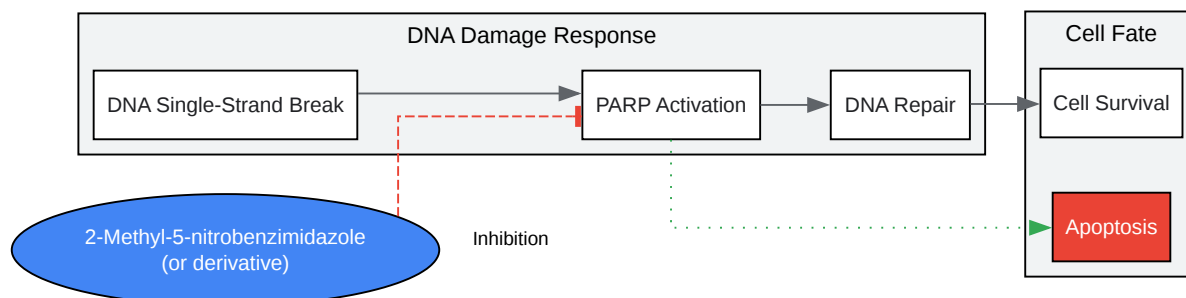 DNA Damage Response
Cell Fate
DNA Single-Strand Break
PARP Activation
DNA Repair
Cell Survival
2-Methyl-5-nitrobenzimidazole
(or derivative)
Inhibition
Apoptosis